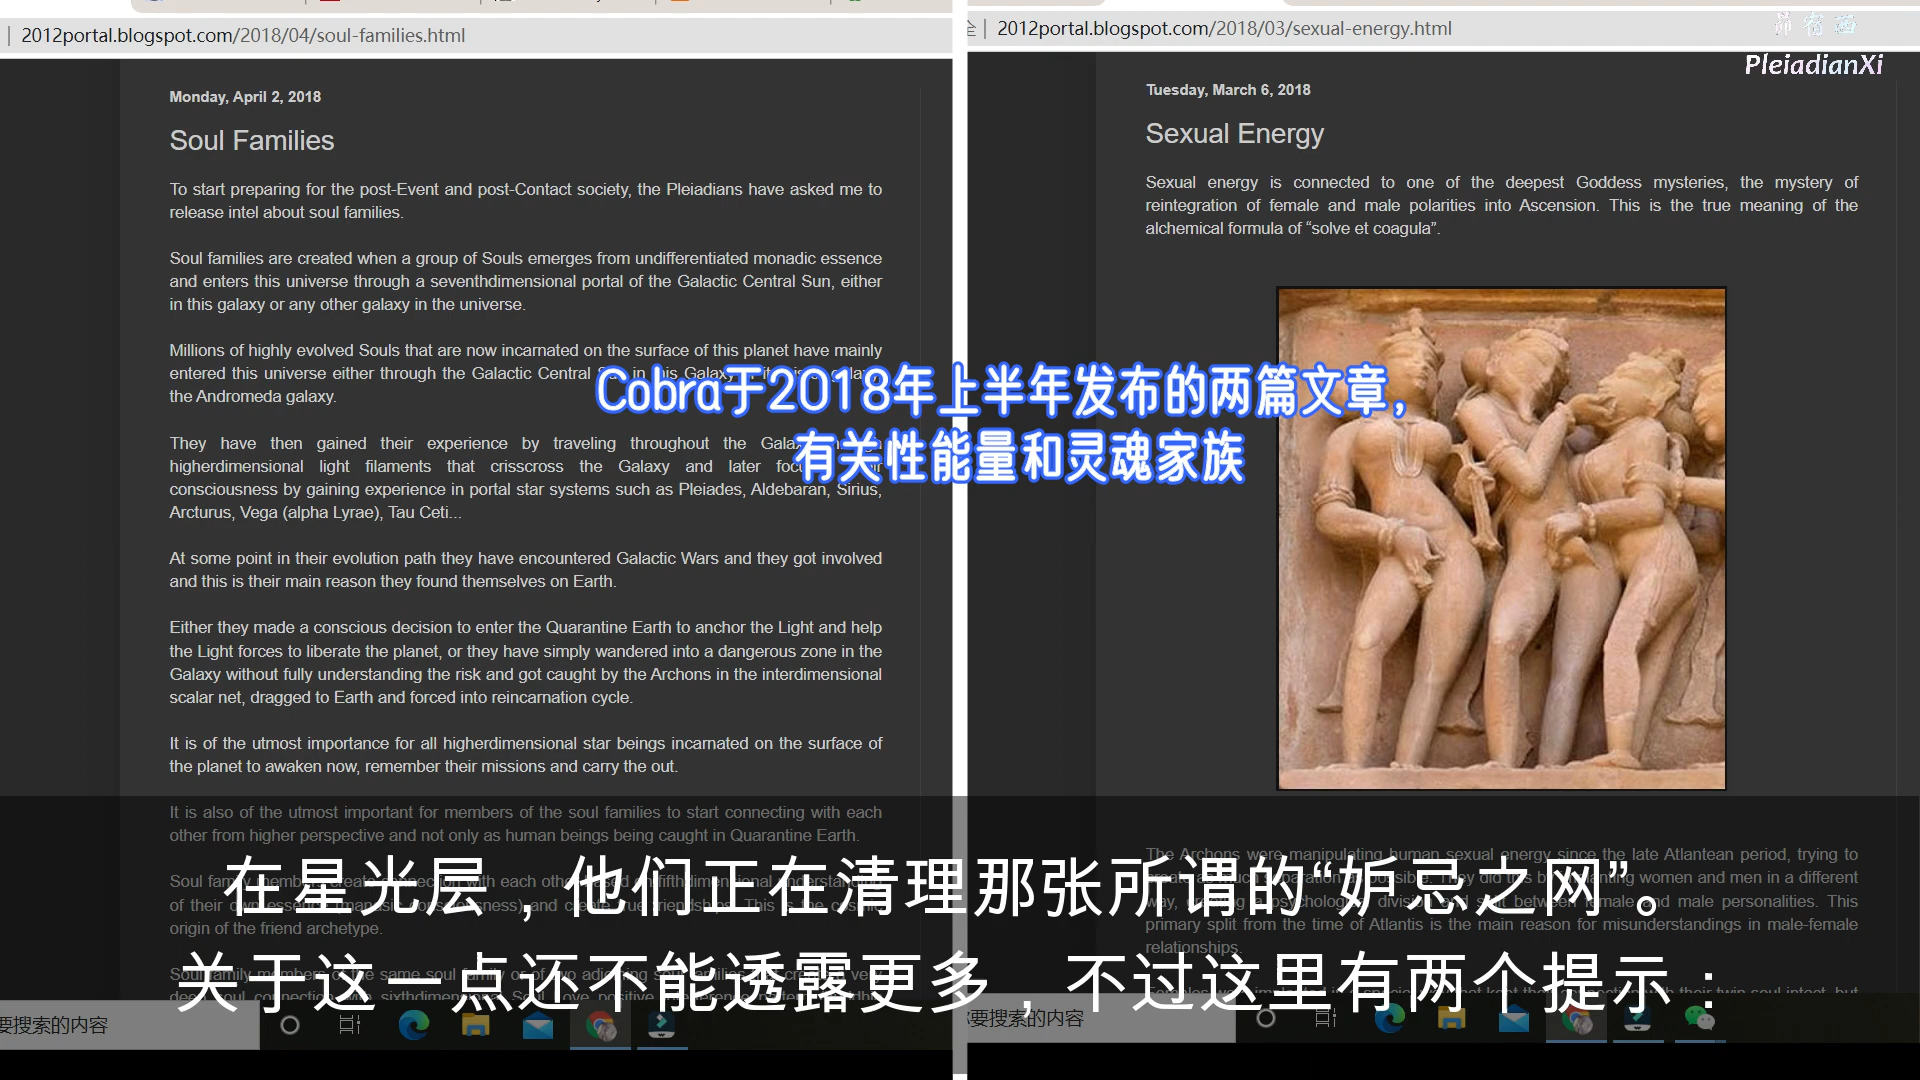 2012portal.blogspot.com/2018/04/soul-families.html
Monday, April 2, 2018
Soul Families
To start preparing for the post-Event and post-Contact society, the Pleiadians have asked me to
release intel about soul families.
Soul families are created when a group of Souls emerges from undifferentiated monadic essence
and enters this universe through a seventhdimensional portal of the Galactic Central Sun, either
in this galaxy or any other galaxy in the universe.
Millions of highly evolved Souls that are now incarnated on the surface of this planet have mainly
entered this universe either through the Galactic Central
the Andromeda galaxy.
They have then gained their experience by traveling throughout the
higherdimensional light filaments that crisscross the Galaxy and later
consciousness by gaining experience in portal star systems such as Pleiades, Aldebaran, Sirius,
Arcturus, Vega (alpha Lyrae), Tau Ceti...
At some point in their evolution path they have encountered Galactic Wars and they got involved
and this is their main reason they found themselves on Earth.
Either they made a conscious decision to enter the Quarantine Earth to anchor the Light and help
the Light forces to liberate the planet, or they have simply wandered into a dangerous zone in the
Galaxy without fully understanding the risk and got caught by the Archons in the interdimensional
scalar net, dragged to Earth and forced into reincarnation cycle.
It is of the utmost importance for all higherdimensional star beings incarnated on the surface of
the planet to awaken now, remember their missions and carry the out.
It is also of the utmost important for members of the soul families to start connecting with each
other from higher perspective and not only as human beings being caught in Quarantine Earth.
origin of the friend archetype.
要搜索的内容
2012portal.blogspot.com/2018/03/sexual-energy.html
昴宿西
PleiadianXi
Tuesday, March 6, 2018
Sexual Energy
Sexual energy is connected to one of the deepest Goddess mysteries, the mystery of
reintegration of female and male polarities into Ascension. This is the true meaning of the
alchemical formula of “solve et coagula”.
The Archons were manipulating human sexual energy since the late Atlantean period, trying to
primary split from the time of Atlantis is the main reason for misunderstandings in male-female
relationships.
要搜索的内容
Cobra于2018年上半年发布的两篇文章，
有关性能量和灵魂家族
在星光层，他们正在清理那张所谓的“妒忌之网”。
关于这一点还不能透露更多，不过这里有两个提示：